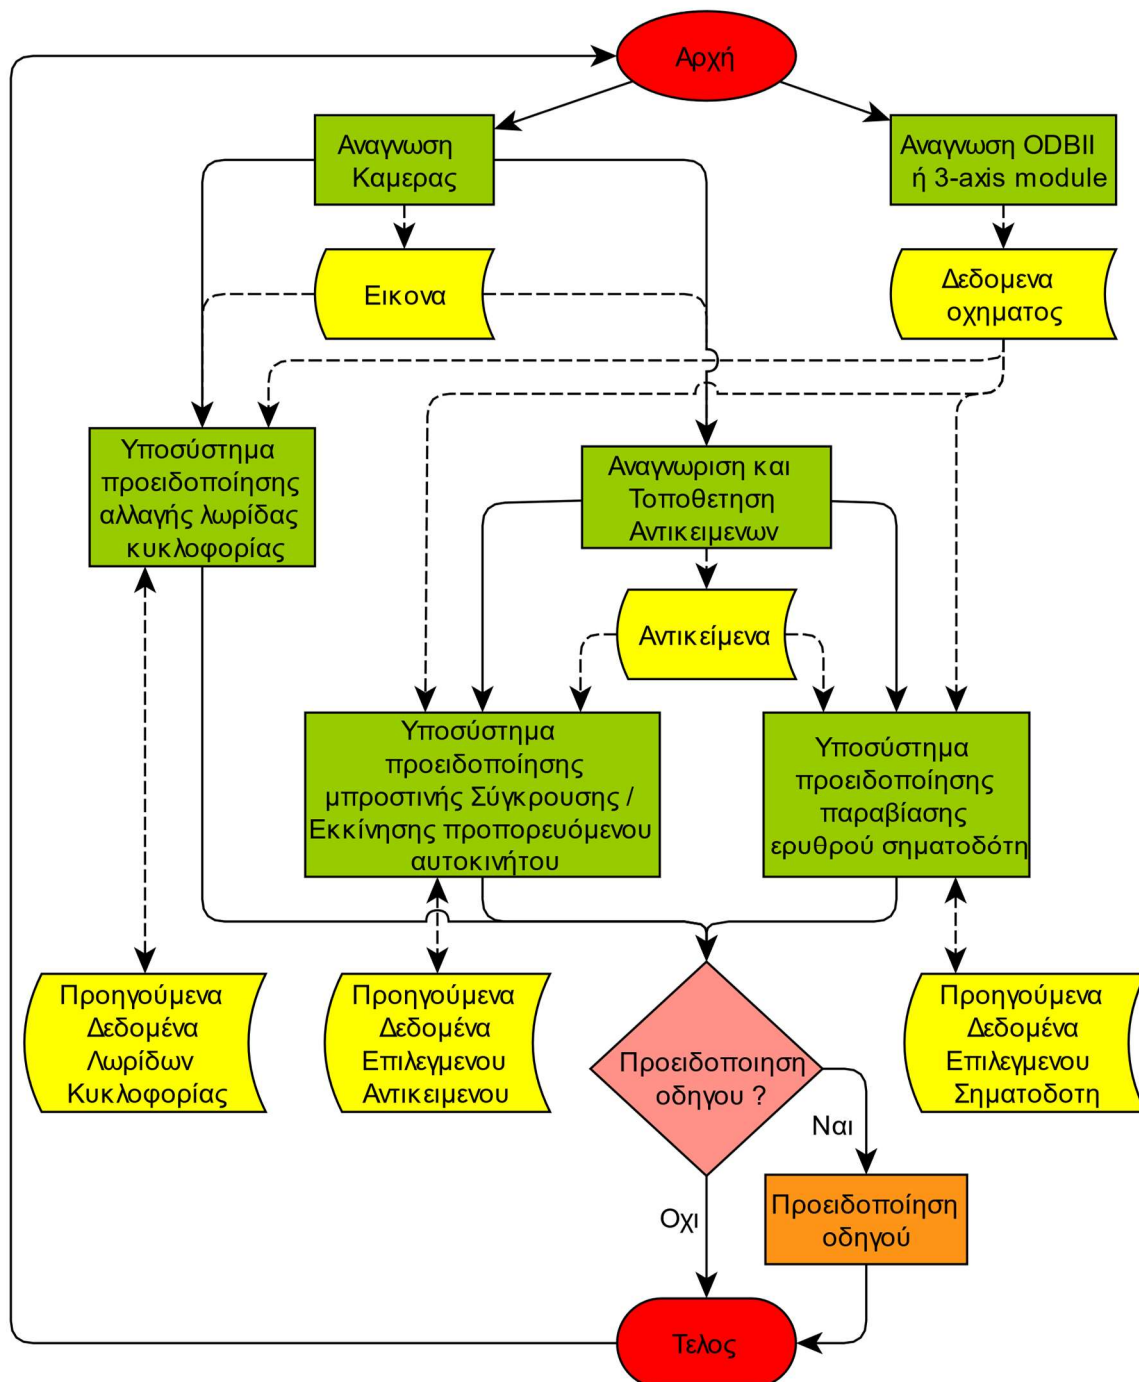 Αρχή
Αναγνωση
Καμερας
Αναγνωση ODBII
ή 3-axis module
Εικονα
Δεδομενα
οχηματος
Υποσύστημα
προειδοποίησης
αλλαγής λωρίδας
κυκλοφορίας
Αναγνωριση και
Τοποθετηση
Αντικειμενων
Αντικείμενα
Υποσύστημα
προειδοποίησης
μπροστινής Σύγκρουσης /
Εκκίνησης προπορευόμενου
αυτοκινήτου
Υποσύστημα
προειδοποίησης
παραβίασης
ερυθρού σηματοδότη
Προηγούμενα
Δεδομένα
Λωρίδων
Κυκλοφορίας
Προηγούμενα
Δεδομένα
Επιλεγμενου
Αντικειμενου
Προειδοποιηση
οδηγου ?
Προηγούμενα
Δεδομένα
Επιλεγμενου
Σηματοδοτη
Ναι
Οχι
Προειδοποίηση
οδηγού
Τελος